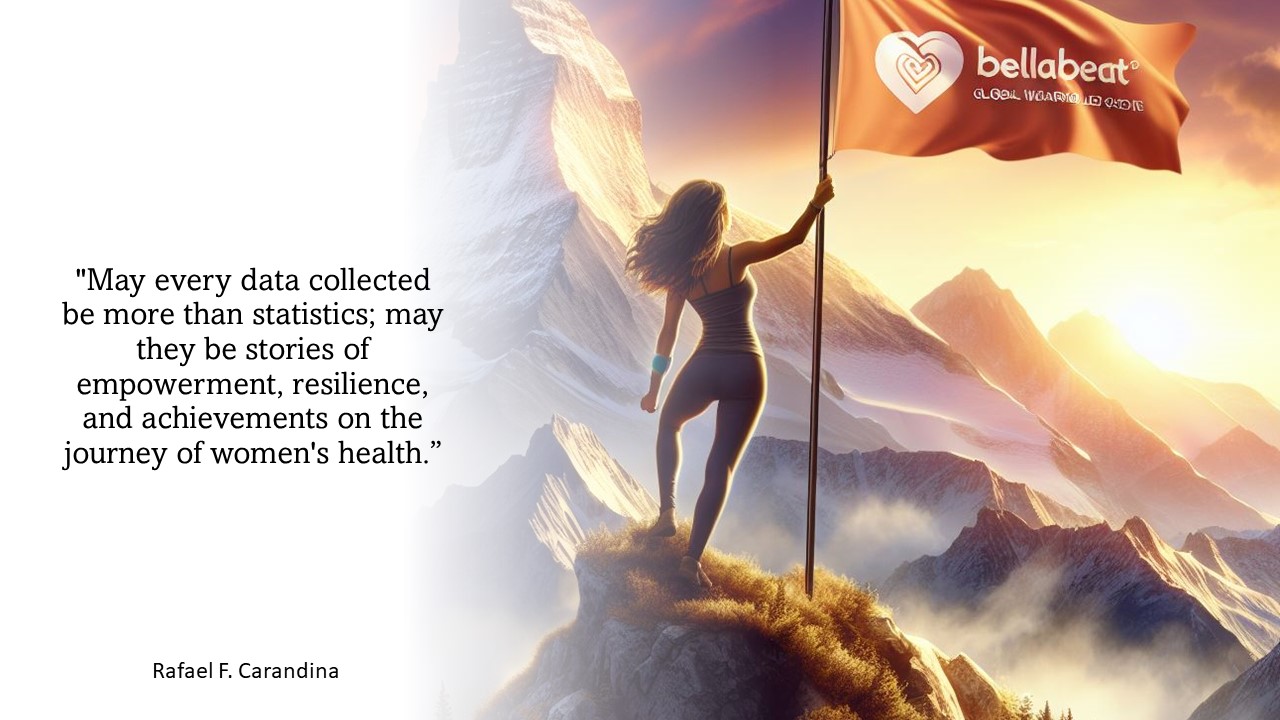 "May every data collected
be more than statistics; may
they be stories of
empowerment, resilience,
and achievements on the
journey of women's health.”
Rafael F. Carandina
bellabeat